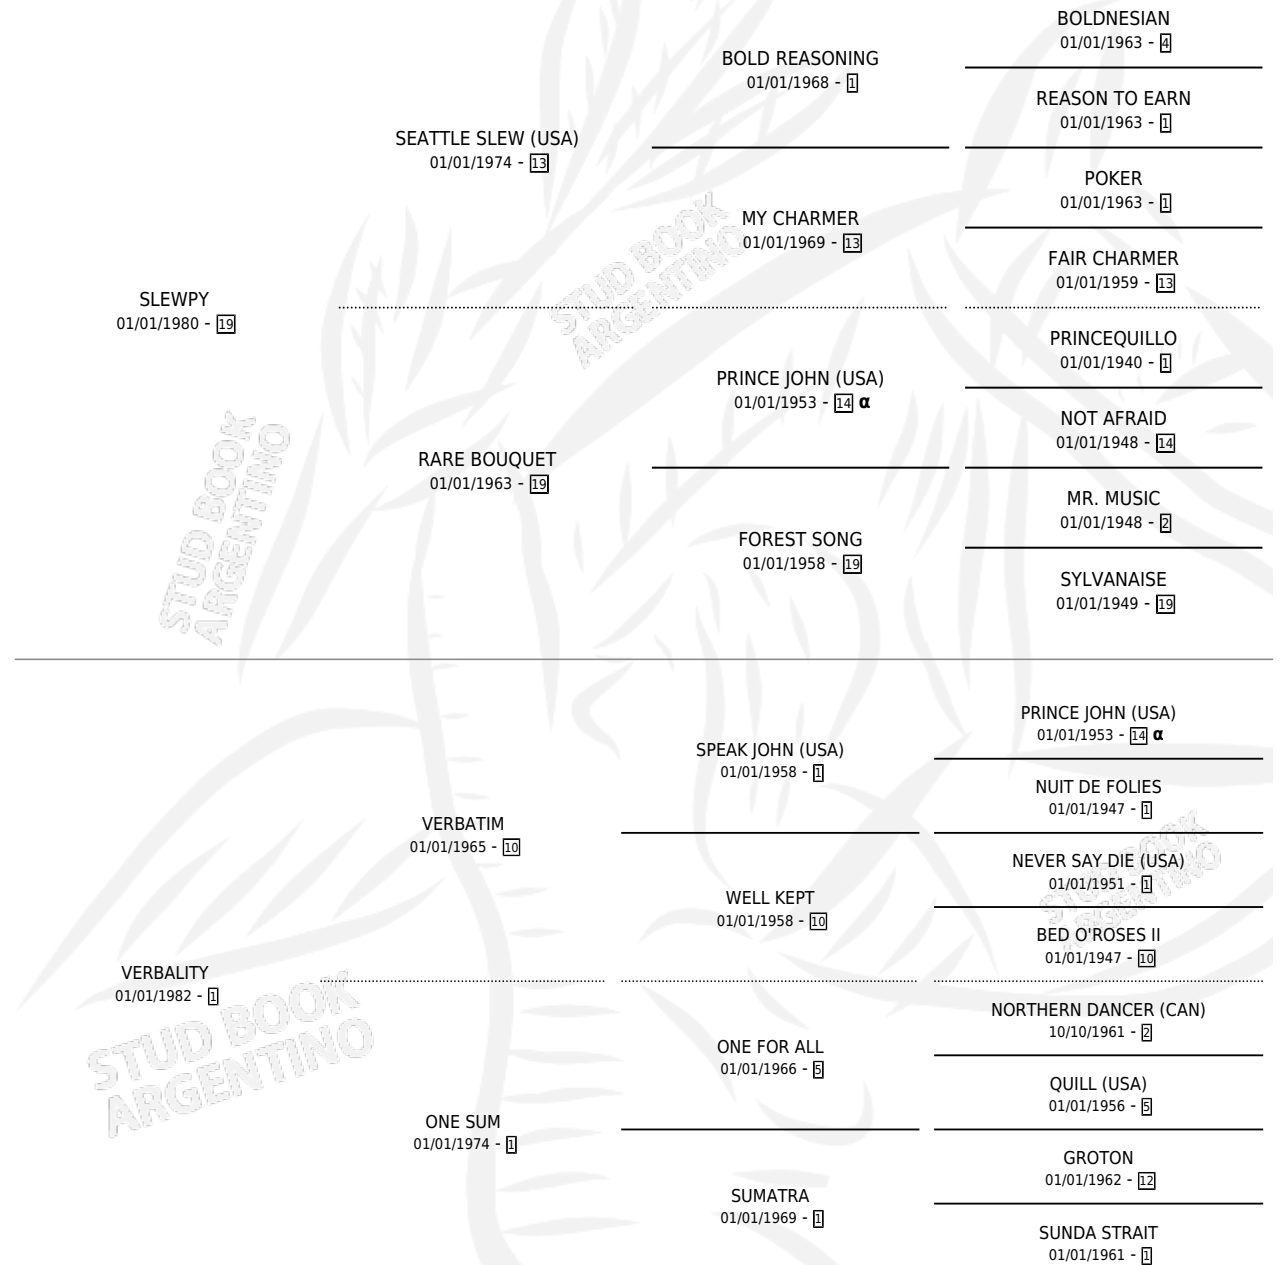 SLEWPY
01/01/1980 - 19
SEATTLE SLEW (USA)
01/01/1974 - 13
BOLD REASONING
01/01/1968 - 1
BOLDNESIAN
01/01/1963 - 4
REASON TO EARN
01/01/1963 - 1
MY CHARMER
01/01/1969 - 13
POKER
01/01/1963 - 1
FAIR CHARMER
01/01/1959 - 13
RARE BOUQUET
01/01/1963 - 19
PRINCE JOHN (USA)
01/01/1953 - 14 α
PRINCEQUILLO
01/01/1940 - 1
NOT AFRAID
01/01/1948 - 14
FOREST SONG
01/01/1958 - 19
MR. MUSIC
01/01/1948 - 2
SYLVANAISE
01/01/1949 - 19
VERBALITY
01/01/1982 - 1
VERBATIM
01/01/1965 - 10
SPEAK JOHN (USA)
01/01/1958 - 1
PRINCE JOHN (USA)
01/01/1953 - 14 α
NUIT DE FOLIES
01/01/1947 - 1
WELL KEPT
01/01/1958 - 10
NEVER SAY DIE (USA)
01/01/1951 - 1
BED O'ROSES II
01/01/1947 - 10
ONE SUM
01/01/1974 - 1
ONE FOR ALL
01/01/1966 - 5
NORTHERN DANCER (CAN)
10/10/1961 - 2
QUILL (USA)
01/01/1956 - 5
SUMATRA
01/01/1969 - 1
GROTON
01/01/1962 - 12
SUNDA STRAIT
01/01/1961 - 1
STUD BOOK
ARGENTINO
STUD BOOK
ARGENTINO
STUD BOOK
ARGENTINO
STUD BOOK
ARGENTINO